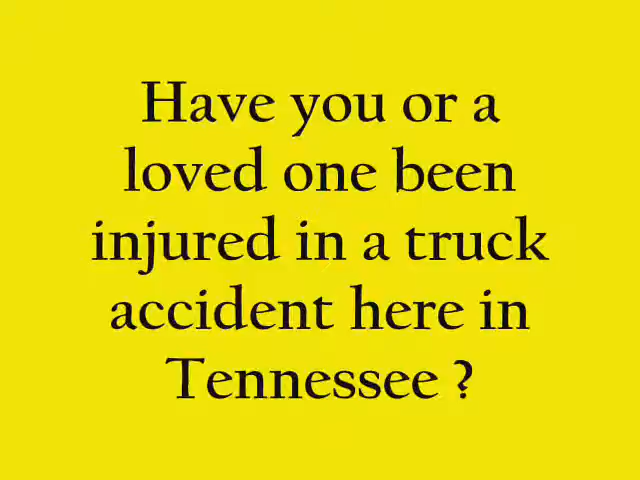 Have you or a
loved one been
injured in a truck
accident here in
Tennessee ?